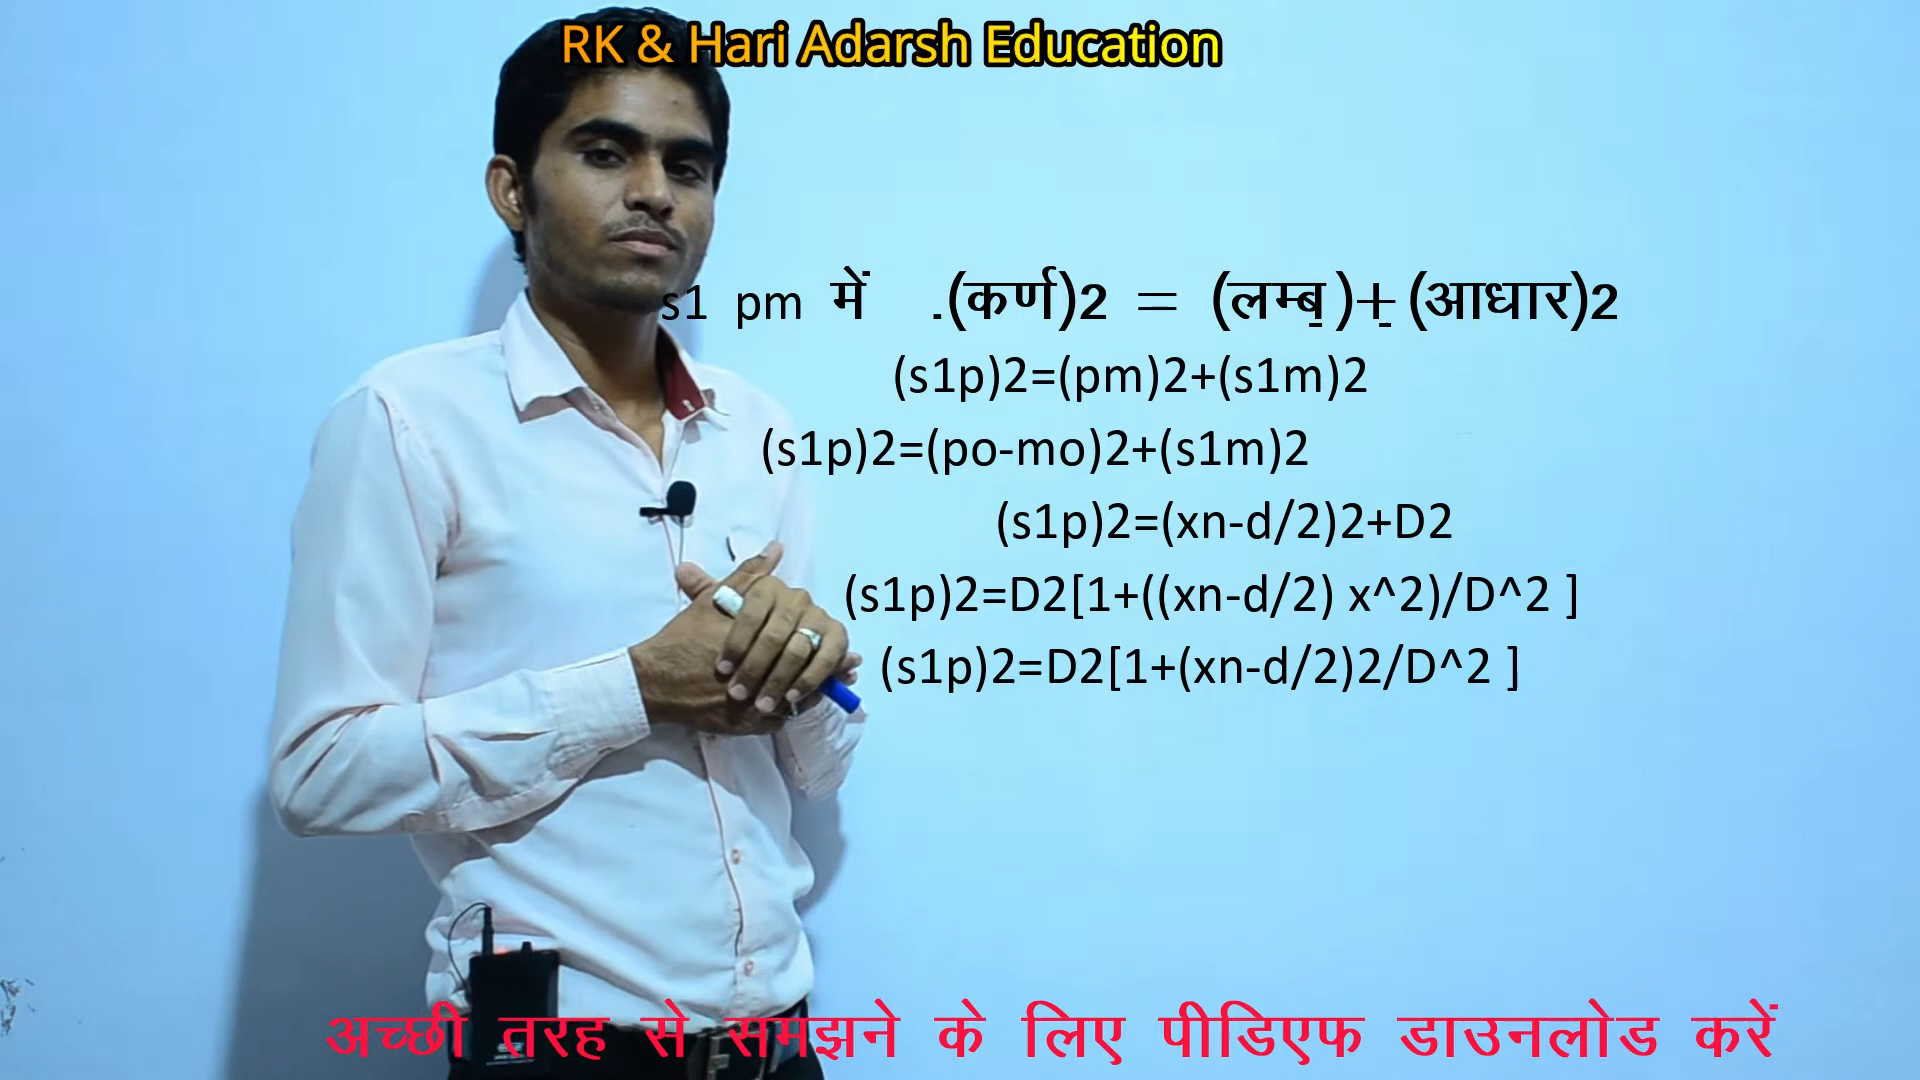 RK & Hari Adarsh Education
s1 pm में .(कर्ण)2 = (लम्ब़ )+़ (आधार)2
(s1p)2=(pm)2+(s1m)2
(s1p)2=(po-mo)2+(s1m)2
(s1p)2=(xn-d/2)2+D2
(s1p)2=D2[1+((xn-d/2) x^2)/D^2 ]
(s1p)2=D2[1+(xn-d/2)2/D^2 ]
अच्छी तरह से समझने के लिए पीडिएफ डाउनलोड करें